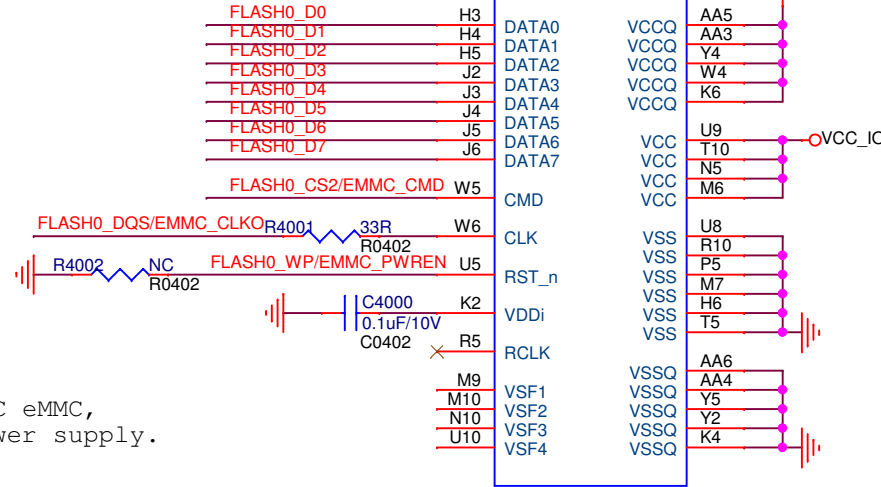 FLASH0_D0 H3 DATA0 VCCQ AA5
FLASH0_D1 H4 DATA1 VCCQ AA3
FLASH0_D2 H5 DATA2 VCCQ Y4
FLASH0_D3 J2 DATA3 VCCQ W4
FLASH0_D4 J3 DATA4 VCCQ K6
FLASH0_D5 J4 DATA5
FLASH0_D6 J5 DATA6 VCC U9 VCC_IO
FLASH0_D7 J6 DATA7 VCC T10
VCC N5
FLASH0_CS2/EMMC_CMD W5 CMD VCC M6
FLASH0_DQS/EMMC_CLKO R4001 33R R0402 W6 CLK VSS U8
VSS R10
R4002 NC R0402 FLASH0_WP/EMMC_PWREN U5 RST_n VSS P5
VSS M7
C4000 0.1uF/10V C0402 K2 VDDi VSS H6
VSS T5
R5 RCLK
VSSQ AA6
M9 VSF1 VSSQ AA4
M10 VSF2 VSSQ Y5
N10 VSF3 VSSQ Y2
U10 VSF4 VSSQ K4
C eMMC,
wer supply.